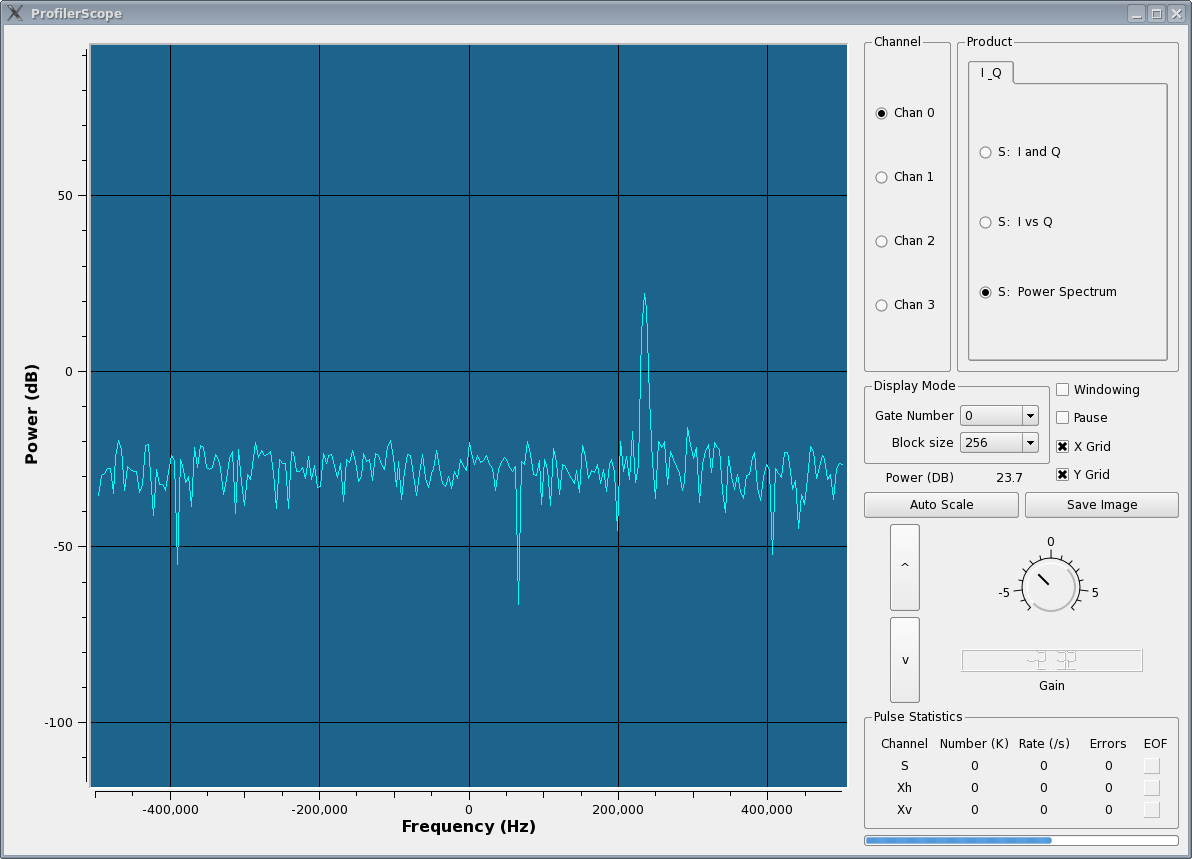 ProfilerScope
Channel
Chan 0
Chan 1
Chan 2
Chan 3
Product
I_Q
S: I and Q
S: I vs Q
S: Power Spectrum
50
0
-50
-100
Power (dB)
-400,000 -200,000 0 200,000 400,000
Frequency (Hz)
Display Mode
Gate Number 0
Block size 256
Windowing
Pause
X Grid
Y Grid
Power (DB) 23.7
Auto Scale Save Image
^
v
0
-5 5
-2.32
Gain
Pulse Statistics
Channel Number (K) Rate (/s) Errors EOF
S 0 0 0
Xh 0 0 0
Xv 0 0 0